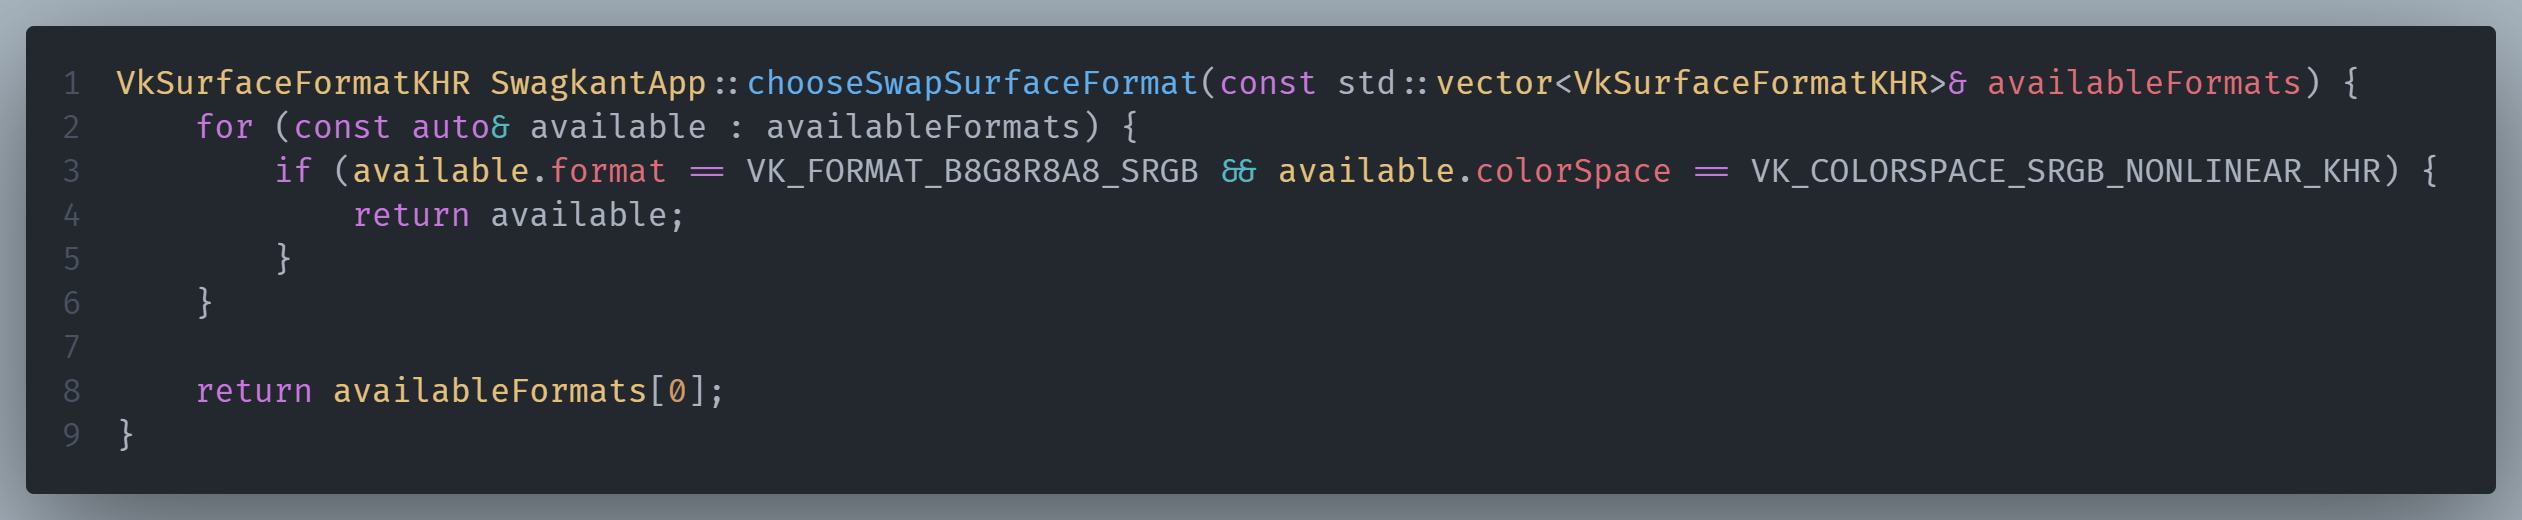 1 VkSurfaceFormatKHR SwagkantApp::chooseSwapSurfaceFormat(const std::vector<VkSurfaceFormatKHR>& availableFormats) {
2     for (const auto& available : availableFormats) {
3         if (available.format == VK_FORMAT_B8G8R8A8_SRGB && available.colorSpace == VK_COLORSPACE_SRGB_NONLINEAR_KHR) {
4             return available;
5         }
6     }
7
8     return availableFormats[0];
9 }